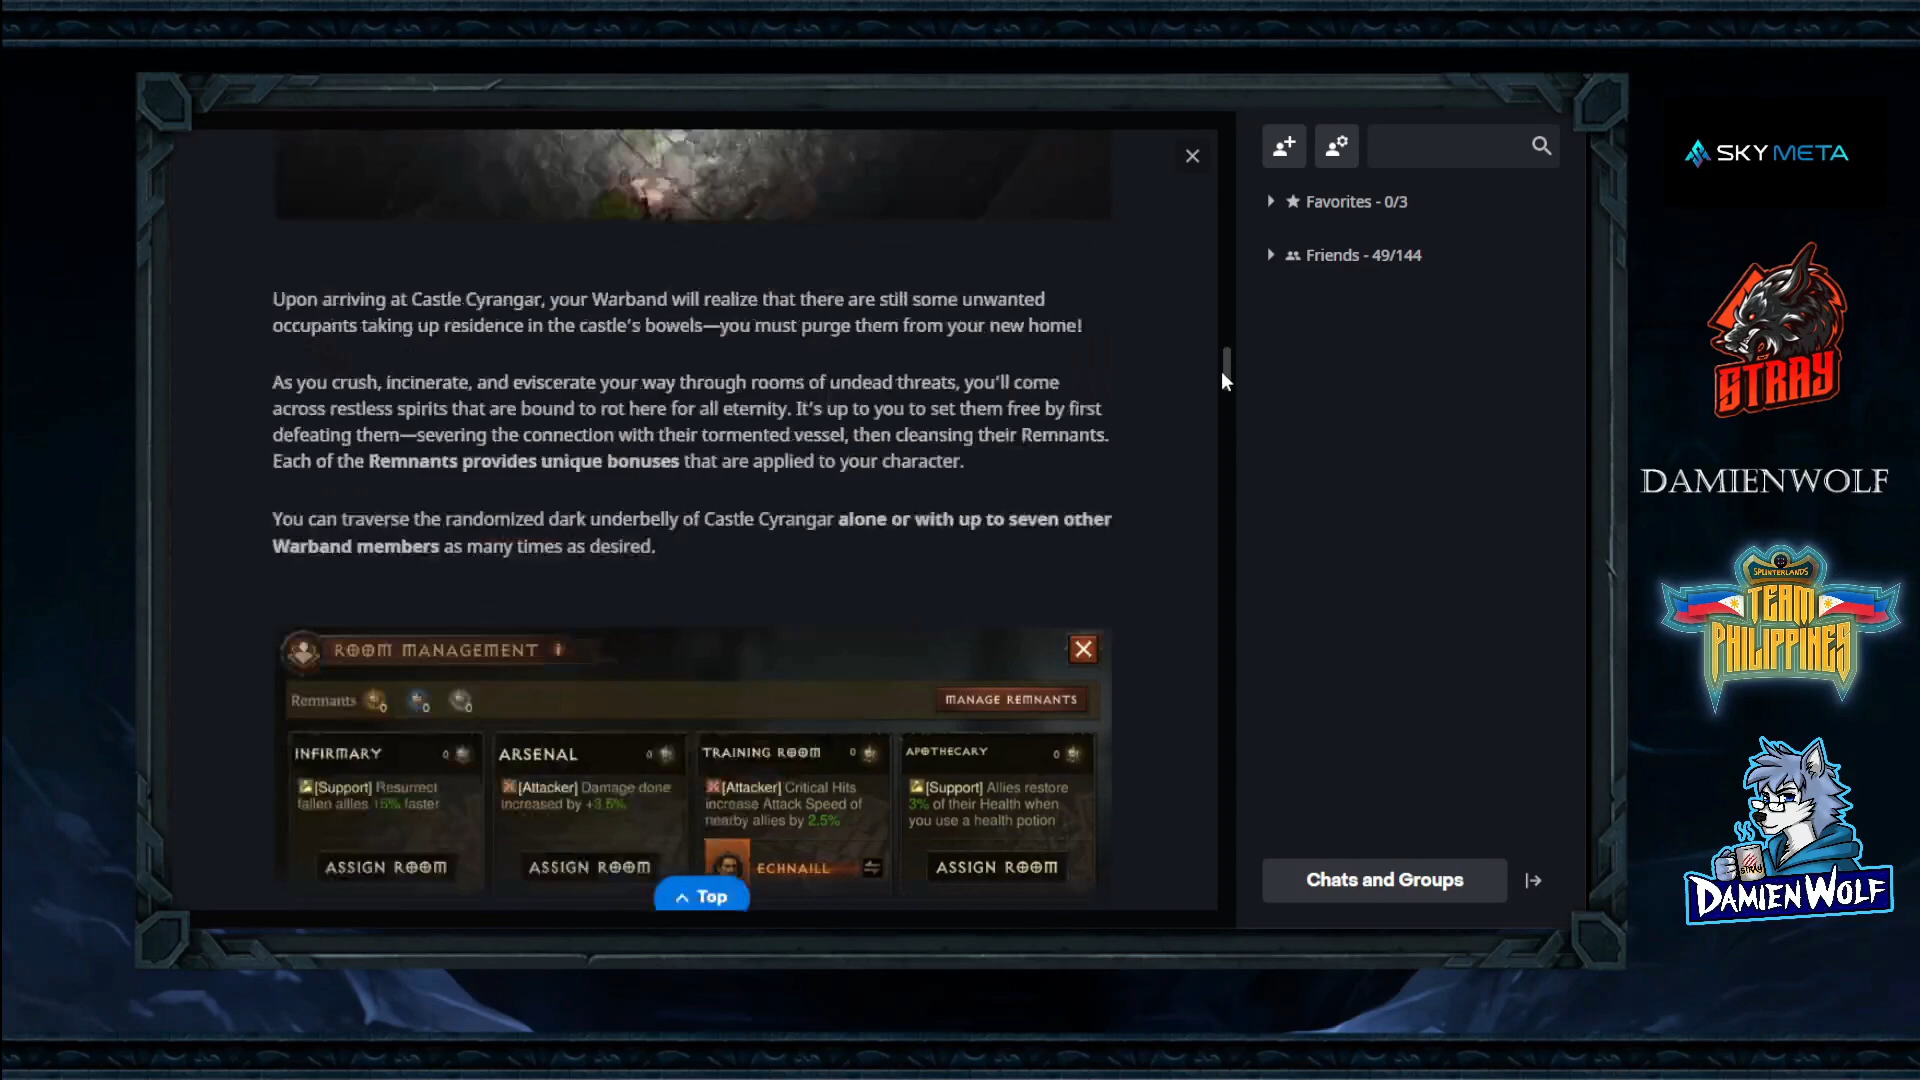 Upon arriving at Castle Cyrangar, your Warband will realize that there are still some unwanted
occupants taking up residence in the castle's bowels—you must purge them from your new home!
As you crush, incinerate, and eviscerate your way through rooms of undead threats, you'll come
across restless spirits that are bound to rot here for all eternity. It's up to you to set them free by first
defeating them—severing the connection with their tormented vessel, then cleansing their Remnants.
Each of the Remnants provides unique bonuses that are applied to your character.
You can traverse the randomized dark underbelly of Castle Cyrangar alone or with up to seven other
Warband members as many times as desired.
ROOM MANAGEMENT i
Remnants 0 0 0
MANAGE REMNANTS
INFIRMARY 0
[Support] Resurrect
fallen allies 15% faster
ASSIGN ROOM
ARSENAL 0
[Attacker] Damage done
increased by +3.5%
ASSIGN ROOM
TRAINING ROOM 0
[Attacker] Critical Hits
increase Attack Speed of
nearby allies by 2.5%
ECHNAILL
APOTHECARY 0
[Support] Allies restore
3% of their Health when
you use a health potion
ASSIGN ROOM
Top
Favorites - 0/3
Friends - 49/144
Chats and Groups
SKY META
STRAY
DAMIENWOLF
SPLINTERLANDS
TEAM
PHILIPPINES
STRAY
DAMIEN WOLF